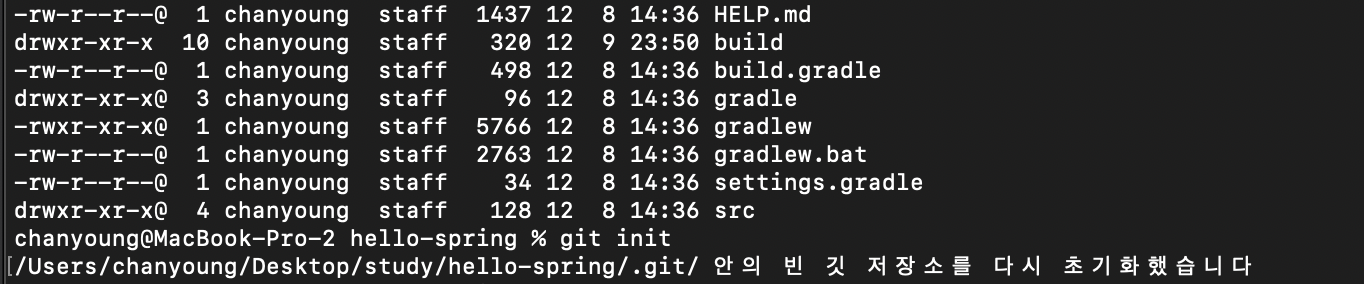 -rw-r--r--@  1 chanyoung  staff  1437 12  8 14:36 HELP.md
drwxr-xr-x  10 chanyoung  staff   320 12  9 23:50 build
-rw-r--r--@  1 chanyoung  staff   498 12  8 14:36 build.gradle
drwxr-xr-x@  3 chanyoung  staff    96 12  8 14:36 gradle
-rwxr-xr-x@  1 chanyoung  staff  5766 12  8 14:36 gradlew
-rw-r--r--@  1 chanyoung  staff  2763 12  8 14:36 gradlew.bat
-rw-r--r--@  1 chanyoung  staff    34 12  8 14:36 settings.gradle
drwxr-xr-x@  4 chanyoung  staff   128 12  8 14:36 src
chanyoung@MacBook-Pro-2 hello-spring % git init
[/Users/chanyoung/Desktop/study/hello-spring/.git/ 안의 빈 깃 저장소를 다시 초기화했습니다